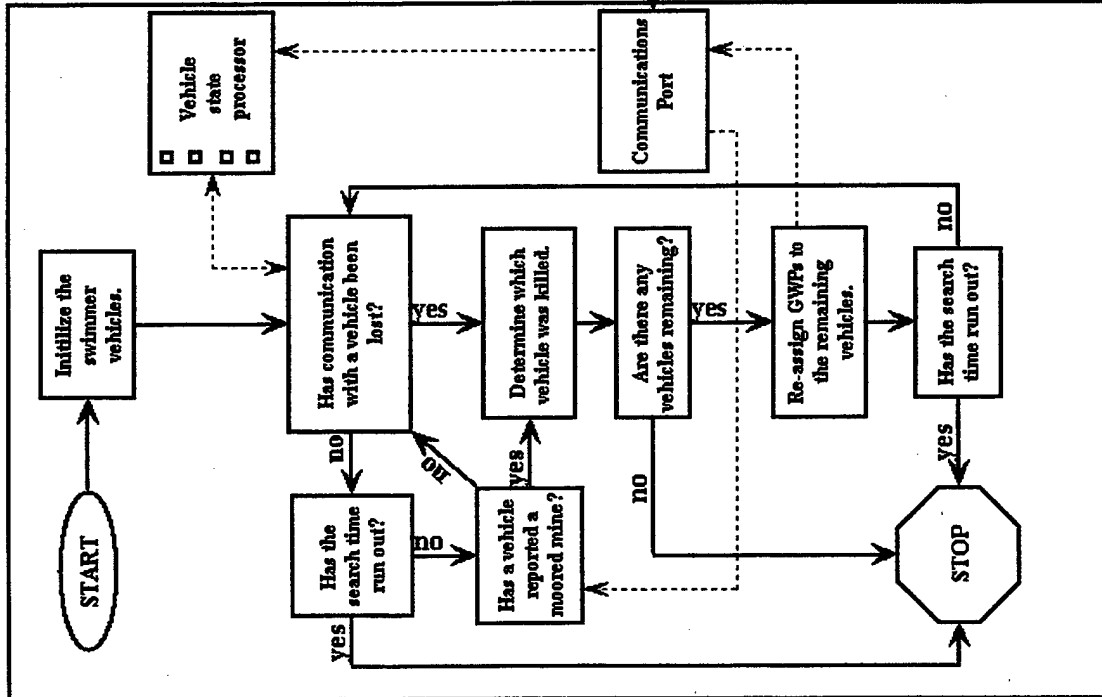 START
Initilize the
swimmer
vehicles.
Vehicle
state
processor
Has communication
with a vehicle been
lost?
no
yes
Has the
search time
run out?
yes
no
Has a vehicle
reported a
moored mine?
no
yes
Determine which
vehicle was killed.
Are there any
vehicles remaining?
no
yes
Communications
Port
Re-assign GWPs to
the remaining
vehicles.
Has the search
time run out?
yes
no
STOP